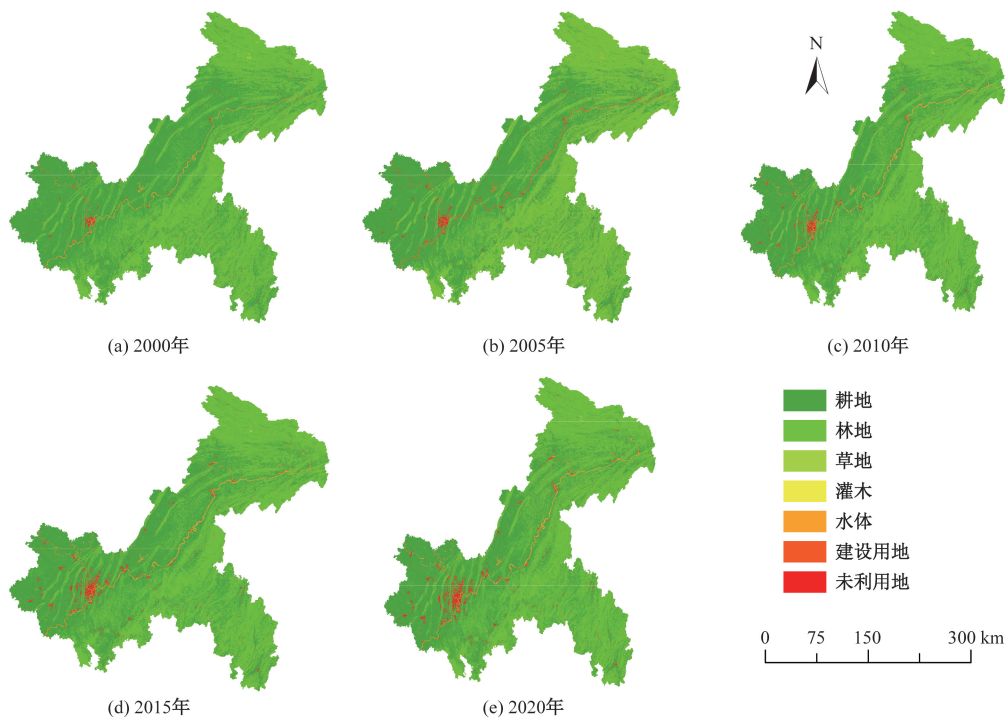 N
(a) 2000年
(b) 2005年
(c) 2010年
耕地
林地
草地
灌木
水体
建设用地
未利用地
0 75 150 300 km
(d) 2015年
(e) 2020年